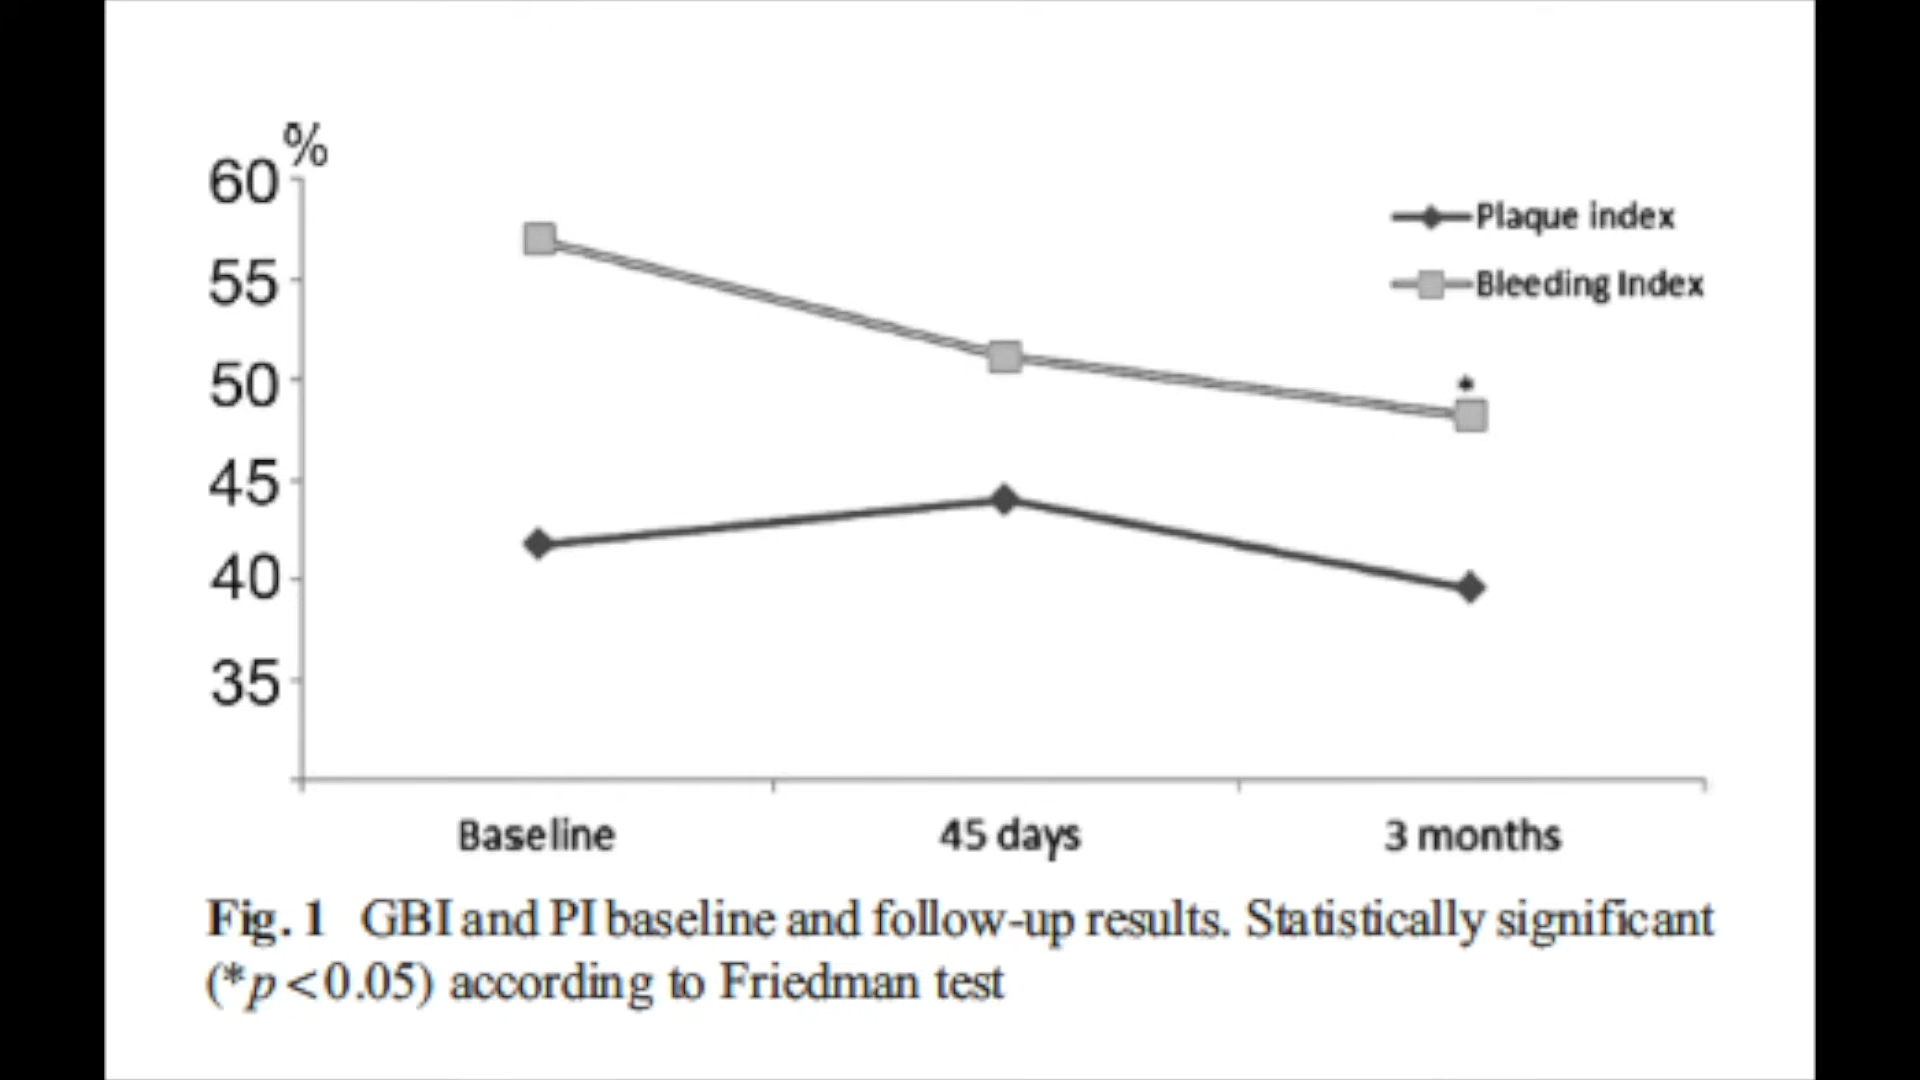 %
60
55
50
45
40
35
Plaque index
Bleeding Index
*
Baseline 45 days 3 months
Fig. 1 GBI and PI baseline and follow-up results. Statistically significant
(*p<0.05) according to Friedman test